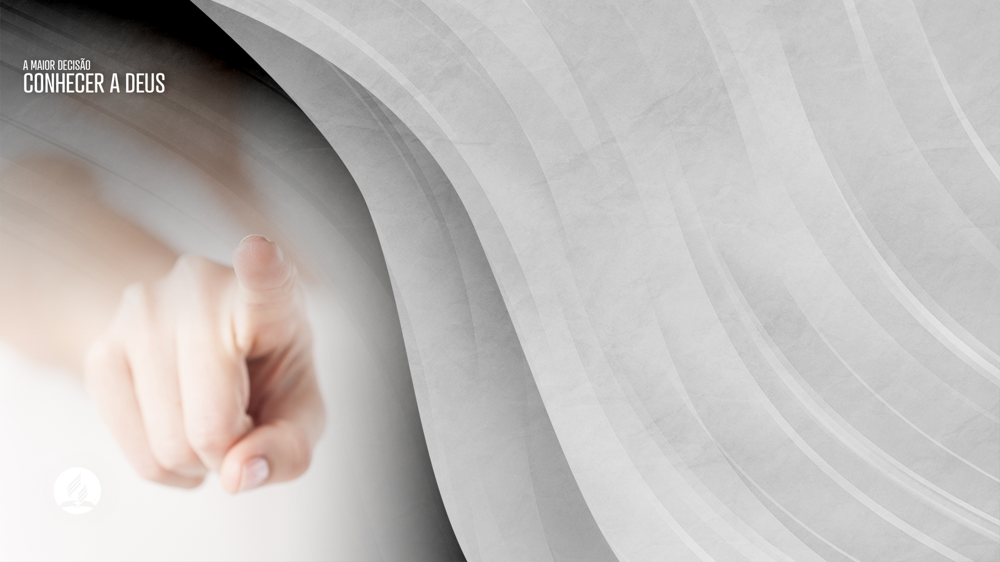 A MAIOR DECISÃO
CONHECER A DEUS